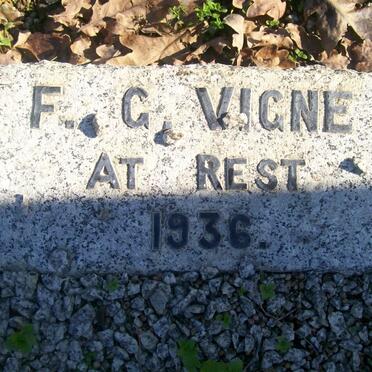 F. C. VIGNE
AT REST
1936.